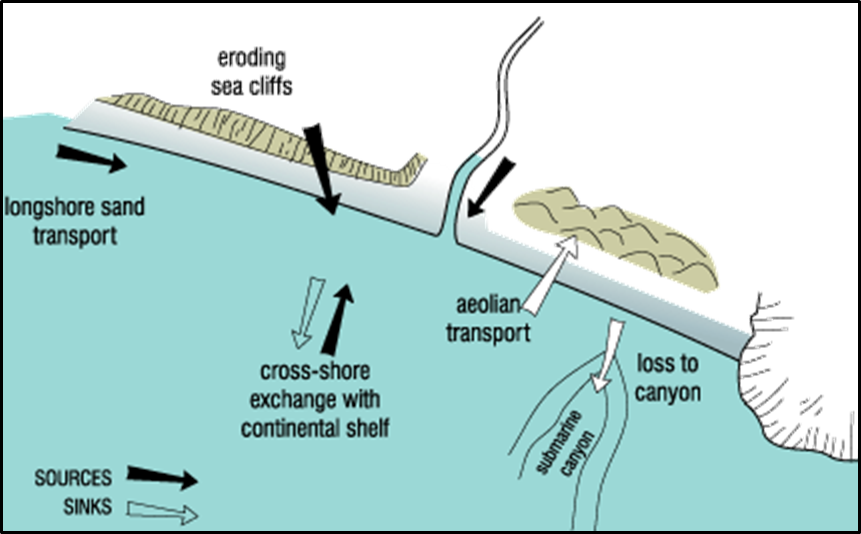 eroding
sea cliffs
longshore sand
transport
aeolian
transport
cross-shore
exchange with
continental shelf
loss to
canyon
submarine
canyon
SOURCES
SINKS